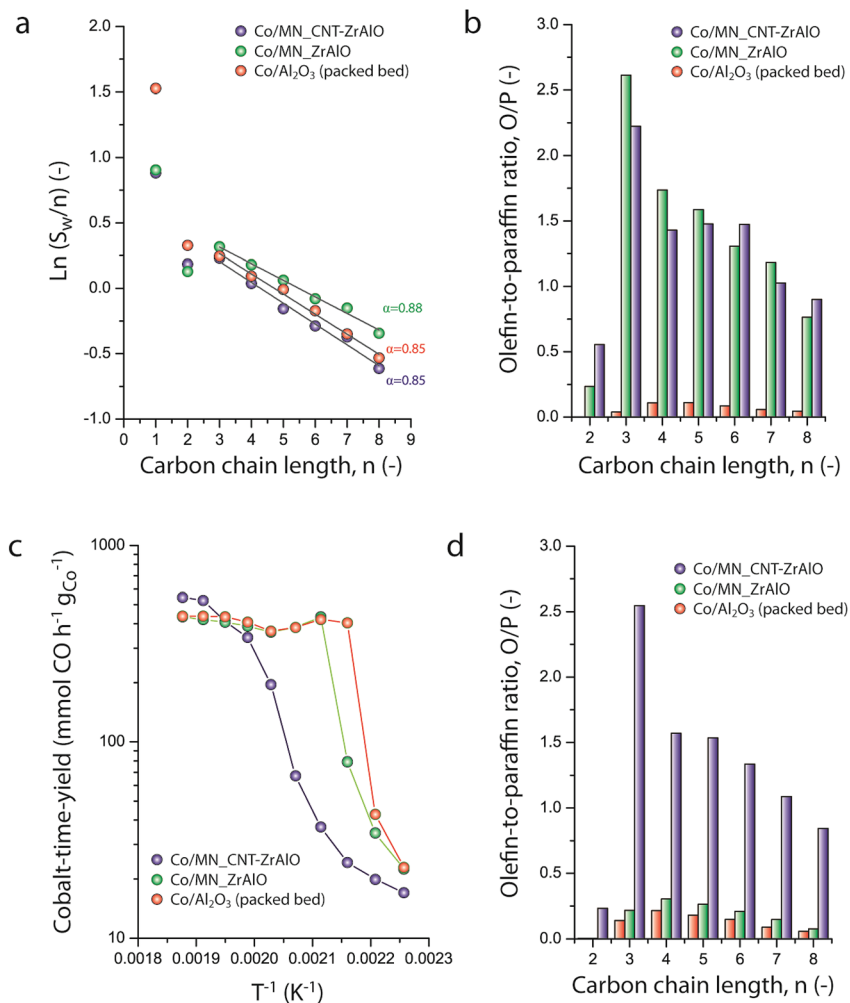 a
Co/MN_CNT-ZrAlO
Co/MN_ZrAlO
Co/Al₂O₃ (packed bed)
2.0
1.5
1.0
0.5
0.0
-0.5
-1.0
Ln (S_W/n) (-)
α=0.88
α=0.85
α=0.85
0 1 2 3 4 5 6 7 8 9
Carbon chain length, n (-)
b
Co/MN_CNT-ZrAlO
Co/MN_ZrAlO
Co/Al₂O₃ (packed bed)
3.0
2.5
2.0
1.5
1.0
0.5
0.0
Olefin-to-paraffin ratio, O/P (-)
2 3 4 5 6 7 8
Carbon chain length, n (-)
c
1000
100
10
Cobalt-time-yield (mmol CO h⁻¹ g_Co⁻¹)
Co/MN_CNT-ZrAlO
Co/MN_ZrAlO
Co/Al₂O₃ (packed bed)
0.0018 0.0019 0.0020 0.0021 0.0022 0.0023
T⁻¹ (K⁻¹)
d
3.0
2.5
2.0
1.5
1.0
0.5
0.0
Olefin-to-paraffin ratio, O/P (-)
Co/MN_CNT-ZrAlO
Co/MN_ZrAlO
Co/Al₂O₃ (packed bed)
2 3 4 5 6 7 8
Carbon chain length, n (-)